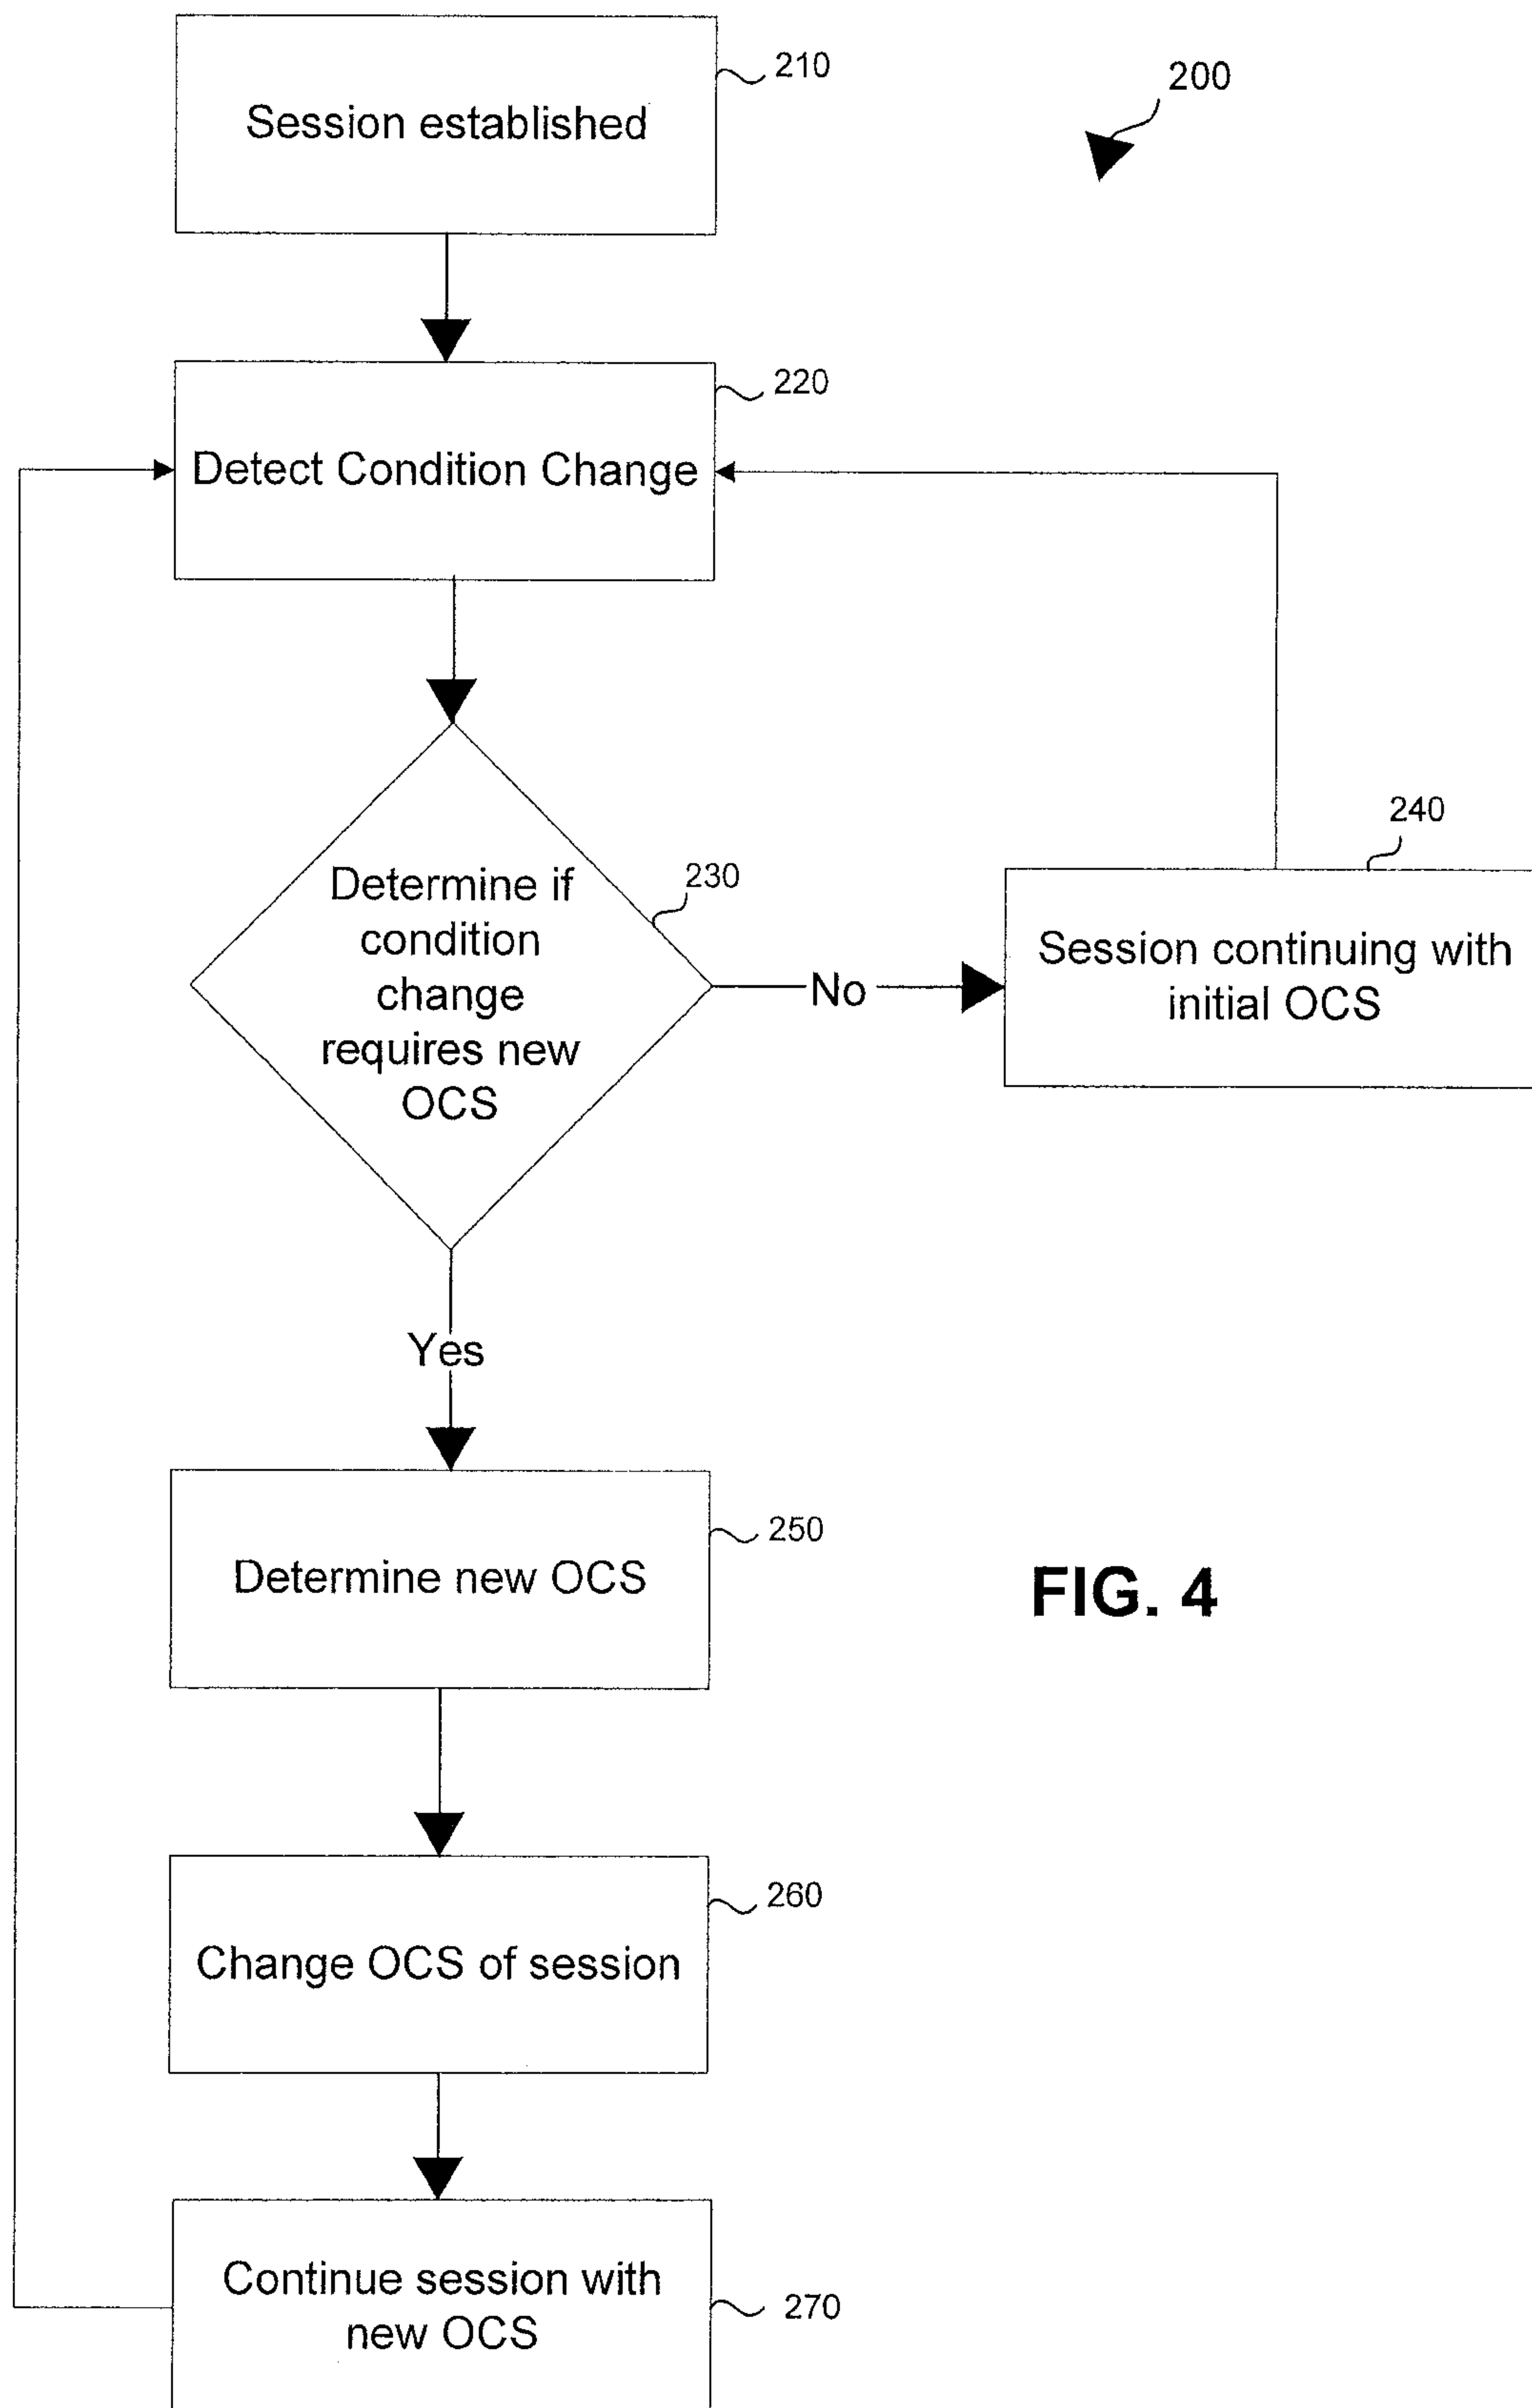 210
Session established
200
220
Detect Condition Change
240
230
Determine if
condition
change
requires new
OCS
No
Session continuing with
initial OCS
Yes
250
Determine new OCS
FIG. 4
260
Change OCS of session
Continue session with
new OCS
270